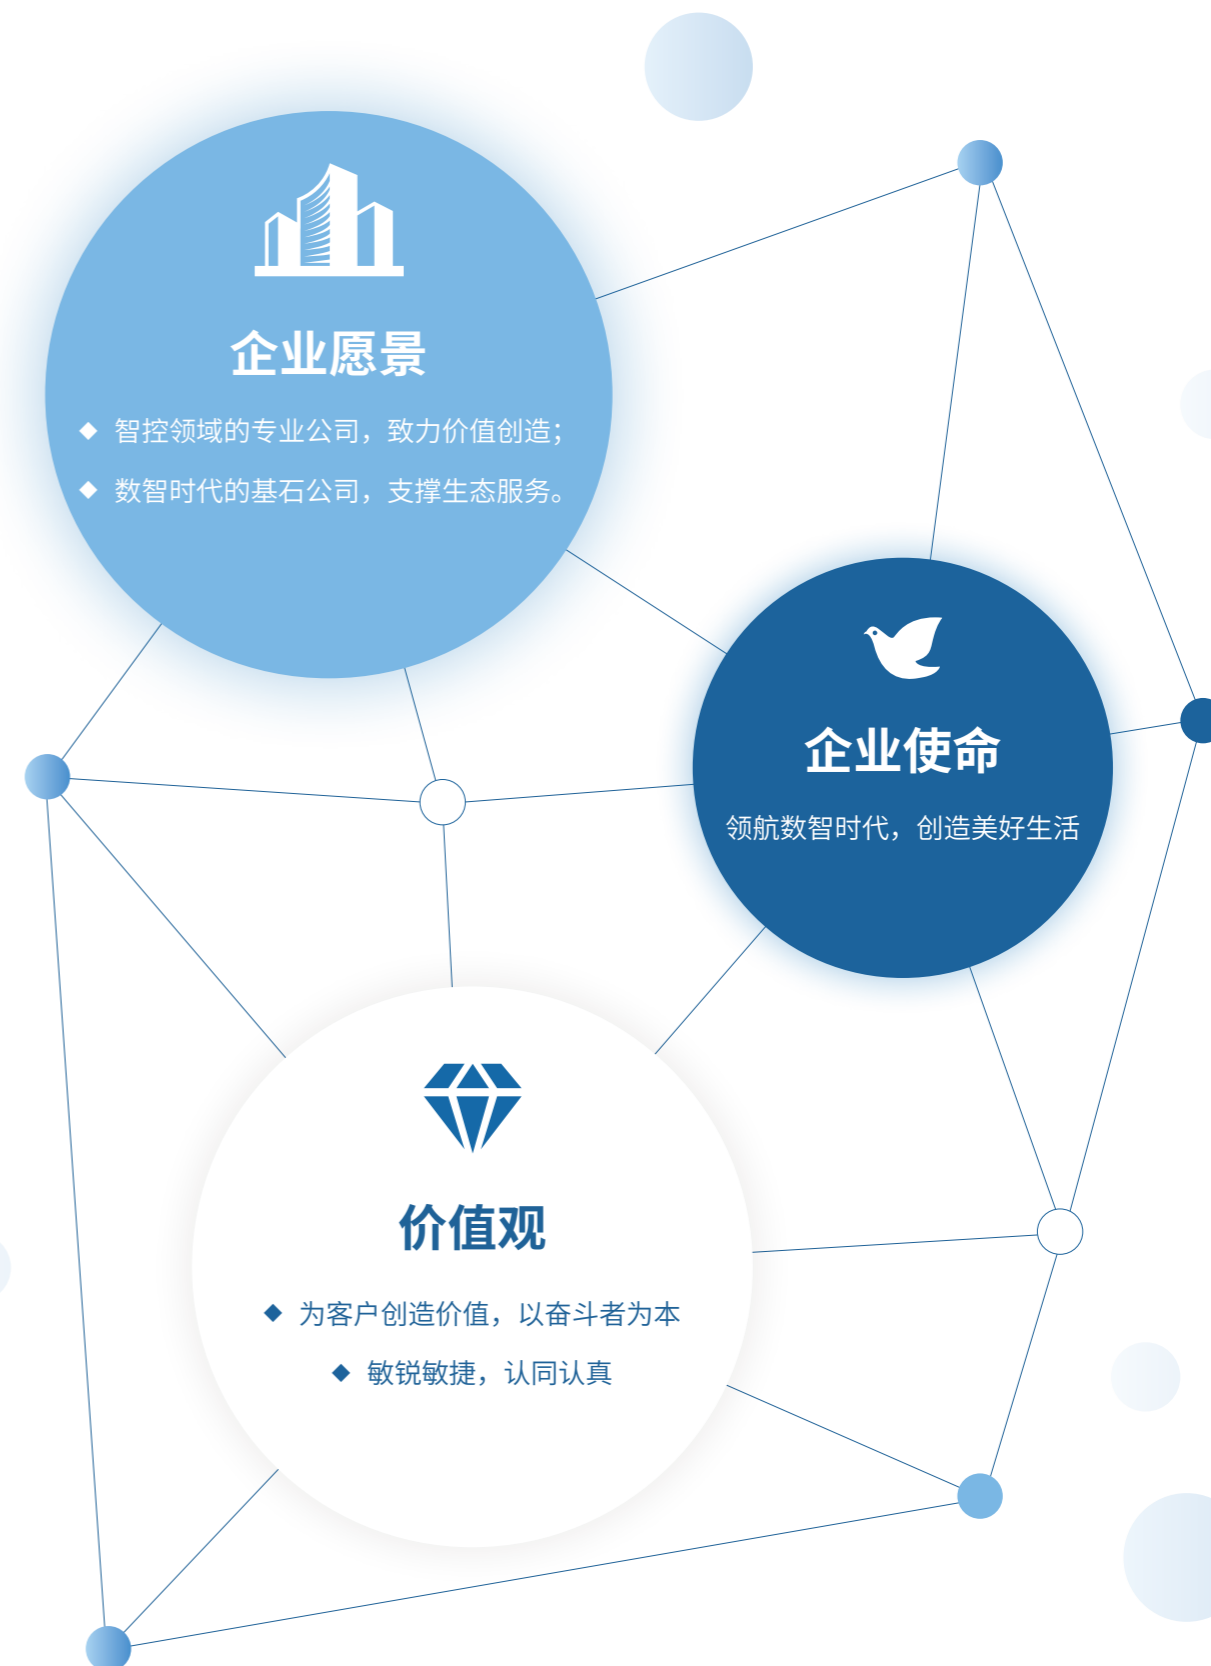 企业愿景
◆ 智控领域的专业公司，致力价值创造；
◆ 数智时代的基石公司，支撑生态服务。
企业使命
领航数智时代，创造美好生活
价值观
◆ 为客户创造价值，以奋斗者为本
◆ 敏锐敏捷，认同认真